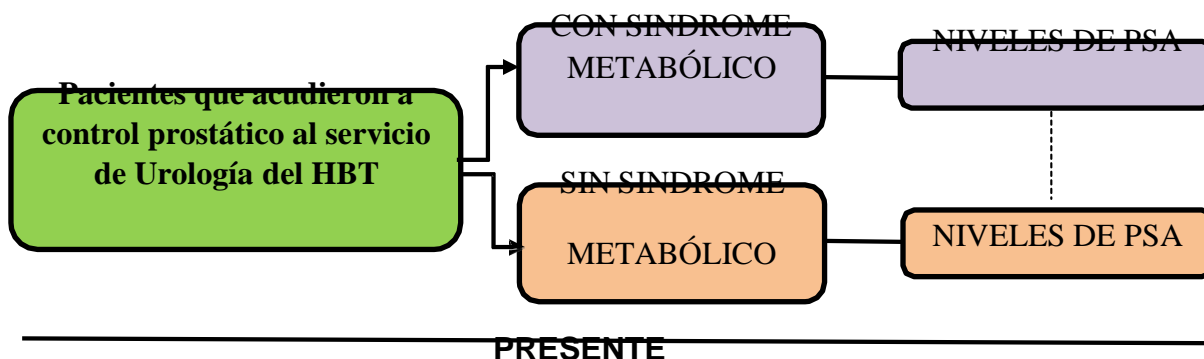 Pacientes que acudieron a
control prostático al servicio
de Urología del HBT
CON SINDROME
METABÓLICO
NIVELES DE PSA
SIN SINDROME
METABÓLICO
NIVELES DE PSA
PRESENTE